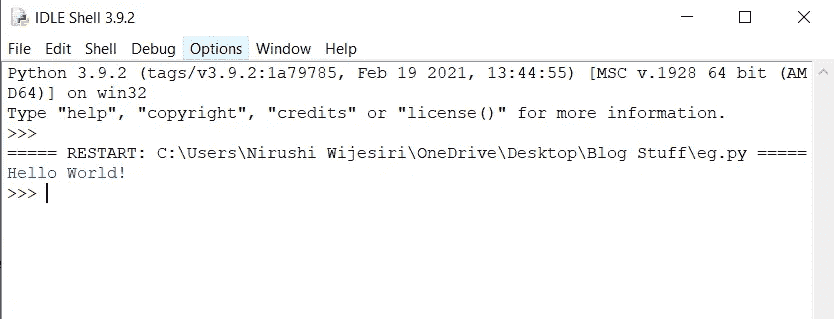 IDLE Shell 3.9.2
File Edit Shell Debug Options Window Help
Python 3.9.2 (tags/v3.9.2:1a79785, Feb 19 2021, 13:44:55) [MSC v.1928 64 bit (AM
D64)] on win32
Type "help", "copyright", "credits" or "license()" for more information.
>>>
===== RESTART: C:\Users\Nirushi Wijesiri\OneDrive\Desktop\Blog Stuff\eg.py =====
Hello World!
>>>